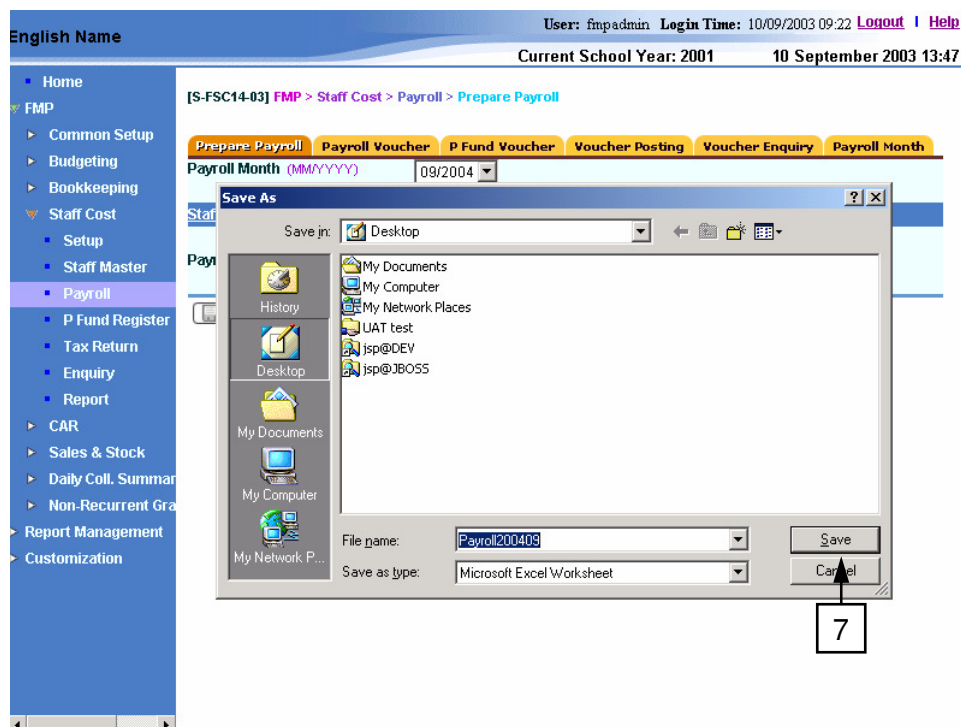 English Name
User: fmpadmin Login Time: 10/09/2003 09:22 Logout | Help
Current School Year: 2001 10 September 2003 13:47
Home
FMP
Common Setup
Budgeting
Bookkeeping
Staff Cost
Setup
Staff Master
Payroll
P Fund Register
Tax Return
Enquiry
Report
CAR
Sales & Stock
Daily Coll. Summar
Non-Recurrent Gra
Report Management
Customization
[S-FSC14-03] FMP > Staff Cost > Payroll > Prepare Payroll
Prepare Payroll Payroll Voucher P Fund Voucher Voucher Posting Voucher Enquiry Payroll Month
Payroll Month (MM/YYYY) 09/2004
Staf
Payr
Save As
Save in: Desktop
History
Desktop
My Documents
My Computer
My Network P...
My Documents
My Computer
My Network Places
UAT test
jsp@DEV
jsp@JBOSS
File name: Payroll200409 Save
Save as type: Microsoft Excel Worksheet Cancel
7